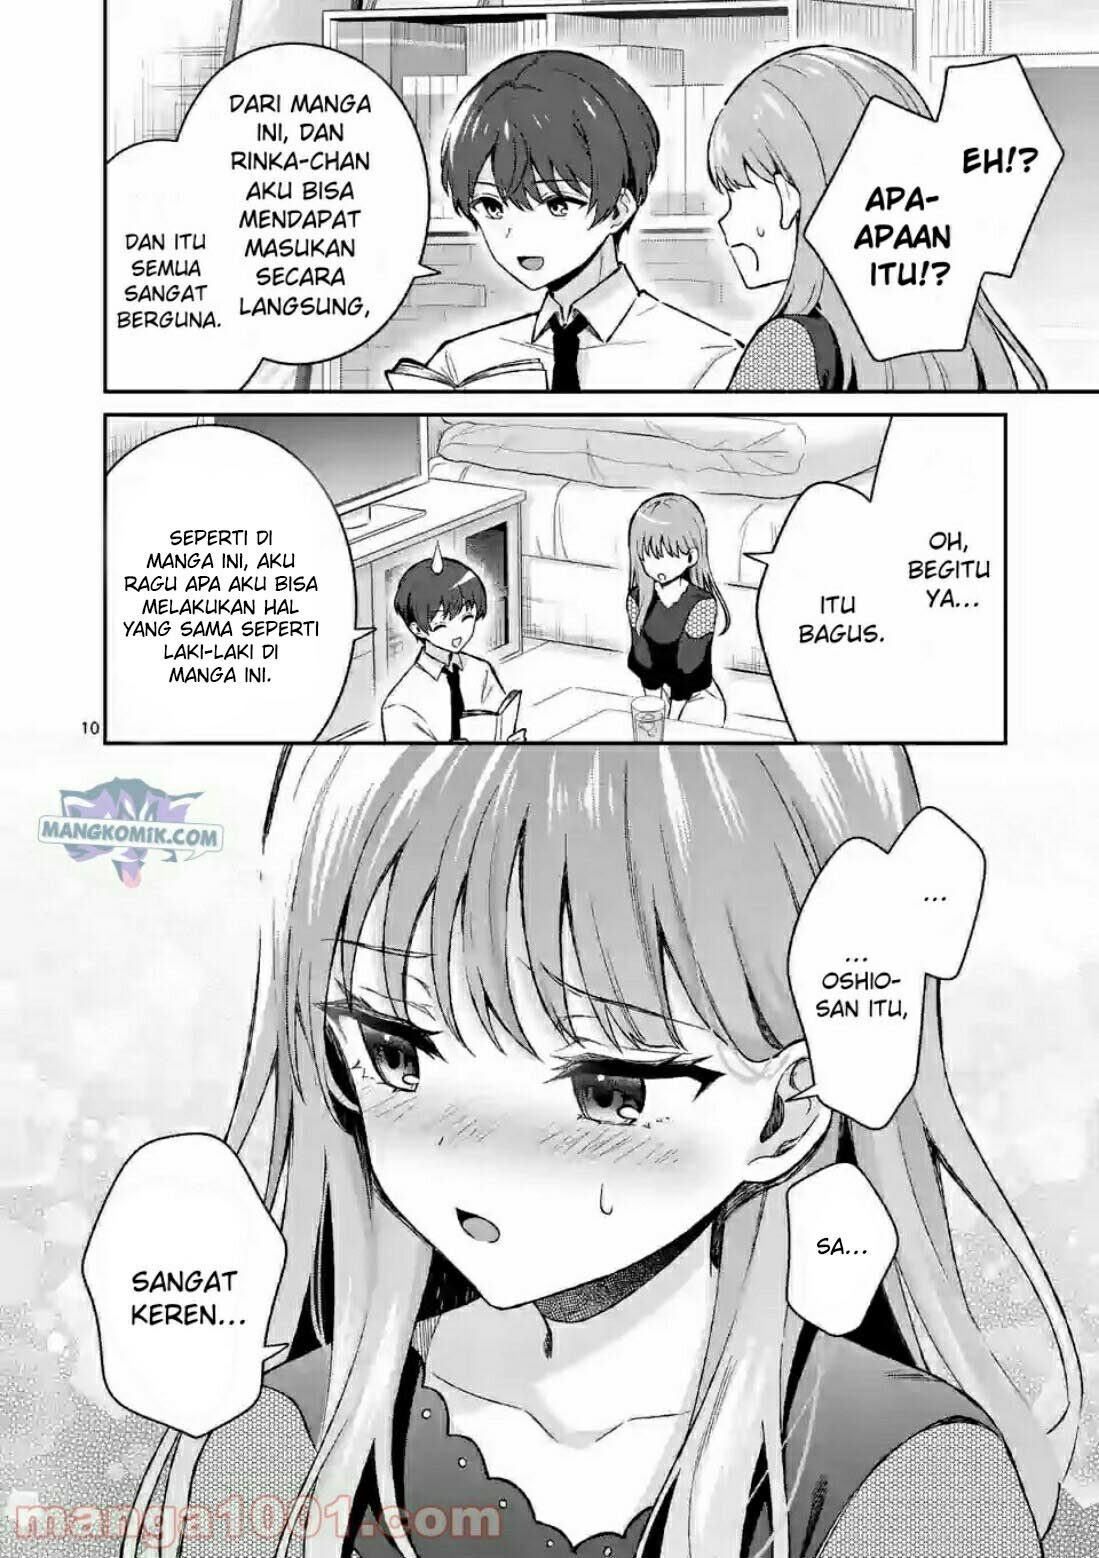 EH!?
APA-
APAAN
ITU!?
DARI MANGA
INI, DAN
RINKA-CHAN
AKU BISA
MENDAPAT
MASUKAN
SECARA
LANGSUNG,
DAN ITU
SEMUA
SANGAT
BERGUNA.
OH,
BEGITU
YA...
ITU
BAGUS.
SEPERTI DI
MANGA INI, AKU
RAGU APA AKU BISA
MELAKUKAN HAL
YANG SAMA SEPERTI
LAKI-LAKI DI
MANGA INI.
10
MANGKOMIK.COM
...
...
OSHIO-
SAN ITU,
SA...
SANGAT
KEREN...
manga1001.com